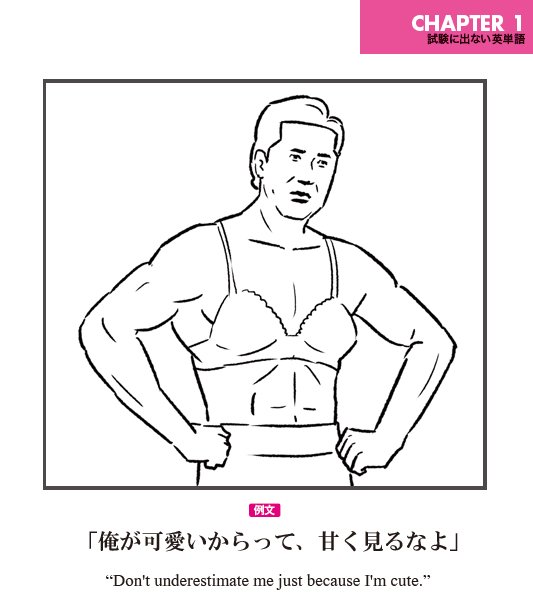 CHAPTER 1
試験に出ない英単語
例文
「俺が可愛いからって、甘く見るなよ」
“Don't underestimate me just because I'm cute.”